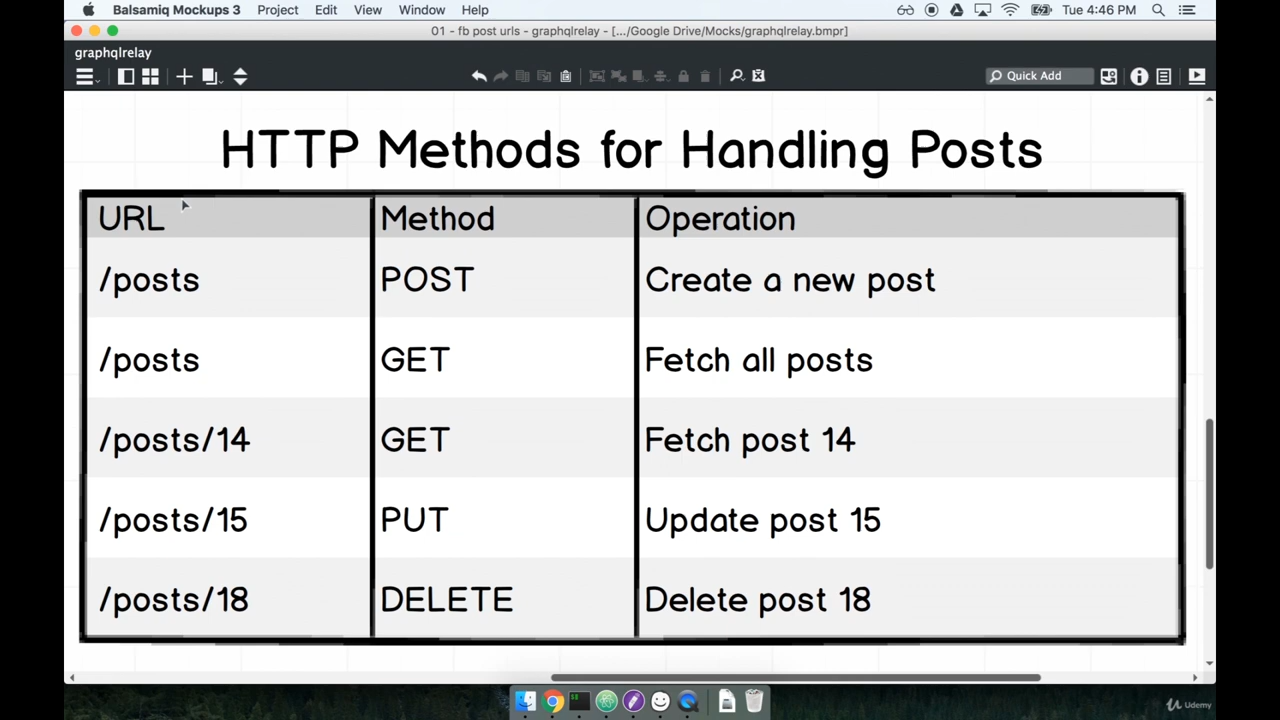 Balsamiq Mockups 3 Project Edit View Window Help Tue 4:46 PM
01 - fb post urls - graphqlrelay - [.../Google Drive/Mocks/graphqlrelay.bmpr]
graphqlrelay
Quick Add
HTTP Methods for Handling Posts
URL Method Operation
/posts POST Create a new post
/posts GET Fetch all posts
/posts/14 GET Fetch post 14
/posts/15 PUT Update post 15
/posts/18 DELETE Delete post 18
Udemy